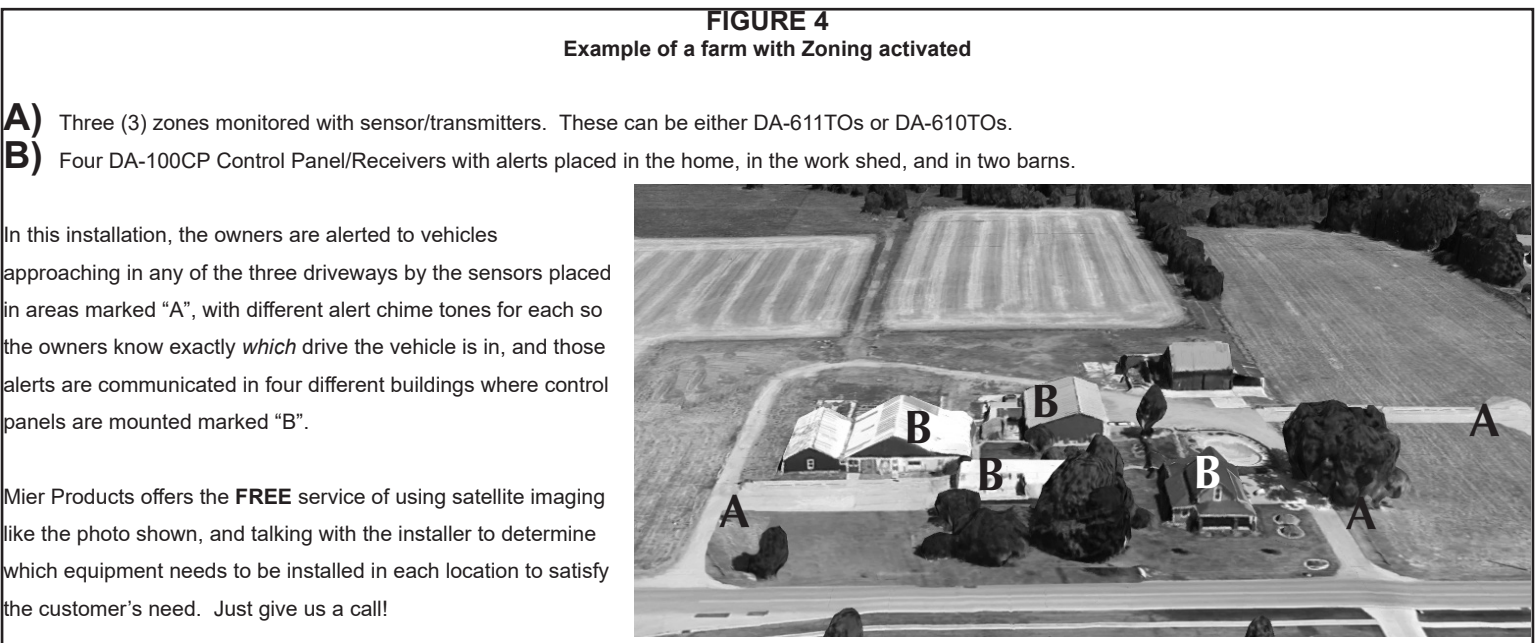 FIGURE 4
Example of a farm with Zoning activated
A) Three (3) zones monitored with sensor/transmitters. These can be either DA-611TOs or DA-610TOs.
B) Four DA-100CP Control Panel/Receivers with alerts placed in the home, in the work shed, and in two barns.
In this installation, the owners are alerted to vehicles
approaching in any of the three driveways by the sensors placed
in areas marked “A”, with different alert chime tones for each so
the owners know exactly which drive the vehicle is in, and those
alerts are communicated in four different buildings where control
panels are mounted marked “B”.
Mier Products offers the FREE service of using satellite imaging
like the photo shown, and talking with the installer to determine
which equipment needs to be installed in each location to satisfy
the customer’s need. Just give us a call!
B
B
A
B
B
A
A